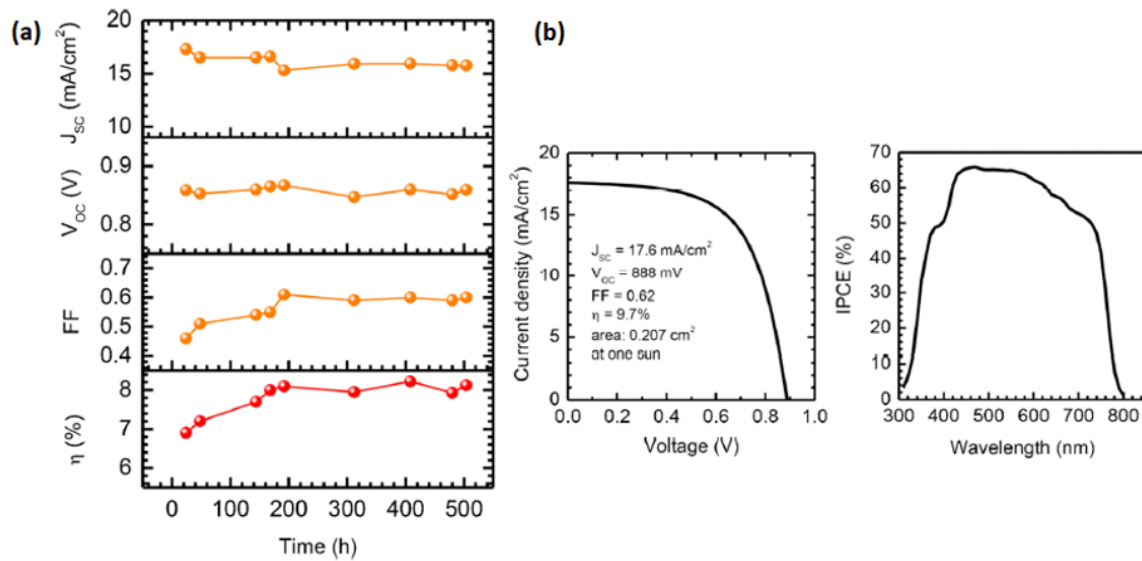 (a)
20
15
10
J_SC (mA/cm²)
0.9
0.8
V_OC (V)
0.7
0.6
0.5
0.4
FF
8
7
6
η (%)
0 100 200 300 400 500
Time (h)
(b)
20
15
10
5
0
Current density (mA/cm²)
J_SC = 17.6 mA/cm²
V_OC = 888 mV
FF = 0.62
η = 9.7%
area: 0.207 cm²
at one sun
0.0 0.2 0.4 0.6 0.8 1.0
Voltage (V)
70
60
50
40
30
20
10
0
IPCE (%)
300 400 500 600 700 800
Wavelength (nm)